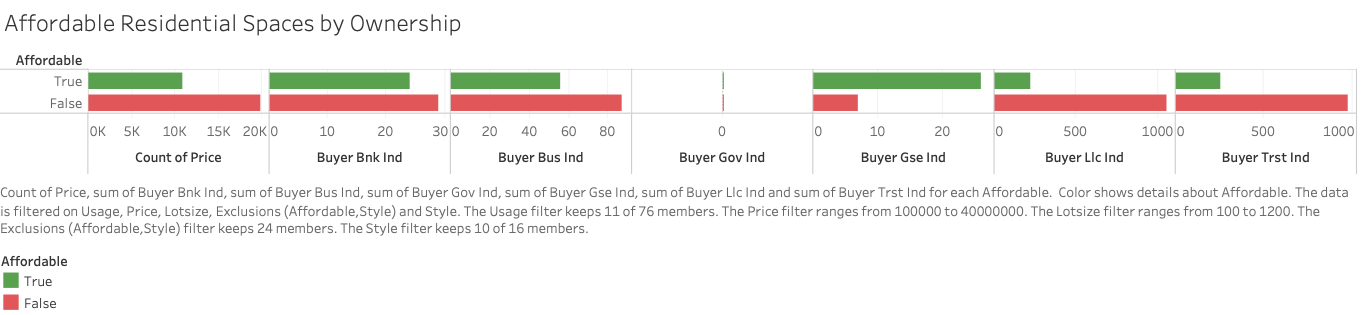 Affordable Residential Spaces by Ownership
Affordable
True
False
0K 5K 10K 15K 20K 0 10 20 30 0 20 40 60 80 0 0 10 20 0 500 1000 0 500 1000
Count of Price Buyer Bnk Ind Buyer Bus Ind Buyer Gov Ind Buyer Gse Ind Buyer Llc Ind Buyer Trst Ind
Count of Price, sum of Buyer Bnk Ind, sum of Buyer Bus Ind, sum of Buyer Gov Ind, sum of Buyer Gse Ind, sum of Buyer Llc Ind and sum of Buyer Trst Ind for each Affordable.  Color shows details about Affordable. The data
is filtered on Usage, Price, Lotsize, Exclusions (Affordable,Style) and Style. The Usage filter keeps 11 of 76 members. The Price filter ranges from 100000 to 40000000. The Lotsize filter ranges from 100 to 1200. The
Exclusions (Affordable,Style) filter keeps 24 members. The Style filter keeps 10 of 16 members.
Affordable
True
False